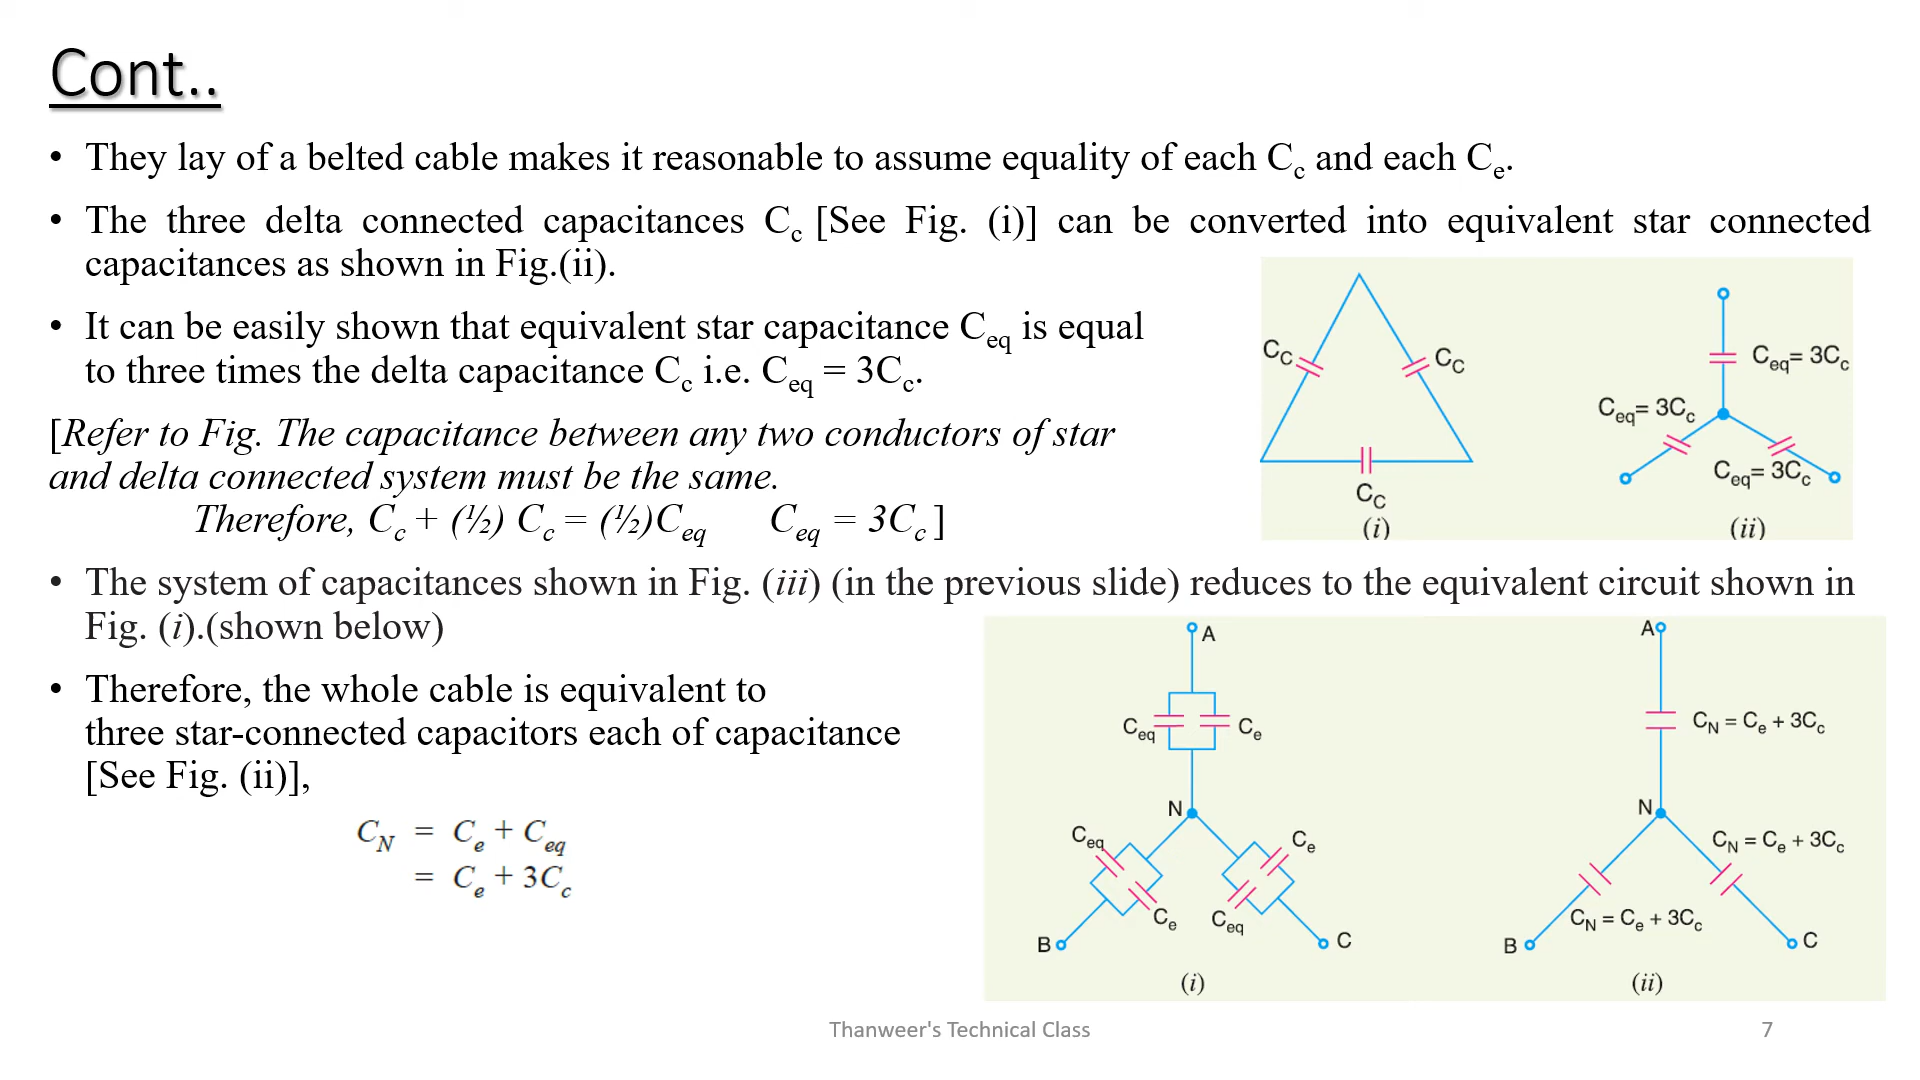 Cont..
• They lay of a belted cable makes it reasonable to assume equality of each Cc and each Ce.
• The three delta connected capacitances Cc [See Fig. (i)] can be converted into equivalent star connected
capacitances as shown in Fig.(ii).
• It can be easily shown that equivalent star capacitance Ceq is equal
to three times the delta capacitance Cc i.e. Ceq = 3Cc.
[Refer to Fig. The capacitance between any two conductors of star
and delta connected system must be the same.
Therefore, Cc + (½) Cc = (½)Ceq Ceq = 3Cc ]
CC
CC
CC
(i)
Ceq= 3Cc
Ceq= 3Cc
Ceq= 3Cc
(ii)
• The system of capacitances shown in Fig. (iii) (in the previous slide) reduces to the equivalent circuit shown in
Fig. (i).(shown below)
• Therefore, the whole cable is equivalent to
three star-connected capacitors each of capacitance
[See Fig. (ii)],
CN = Ce + Ceq
= Ce + 3Cc
A
Ceq
Ce
N
Ceq
Ce
Ce
Ceq
B
C
(i)
A
CN = Ce + 3Cc
N
CN = Ce + 3Cc
CN = Ce + 3Cc
B
C
(ii)
Thanweer's Technical Class
7